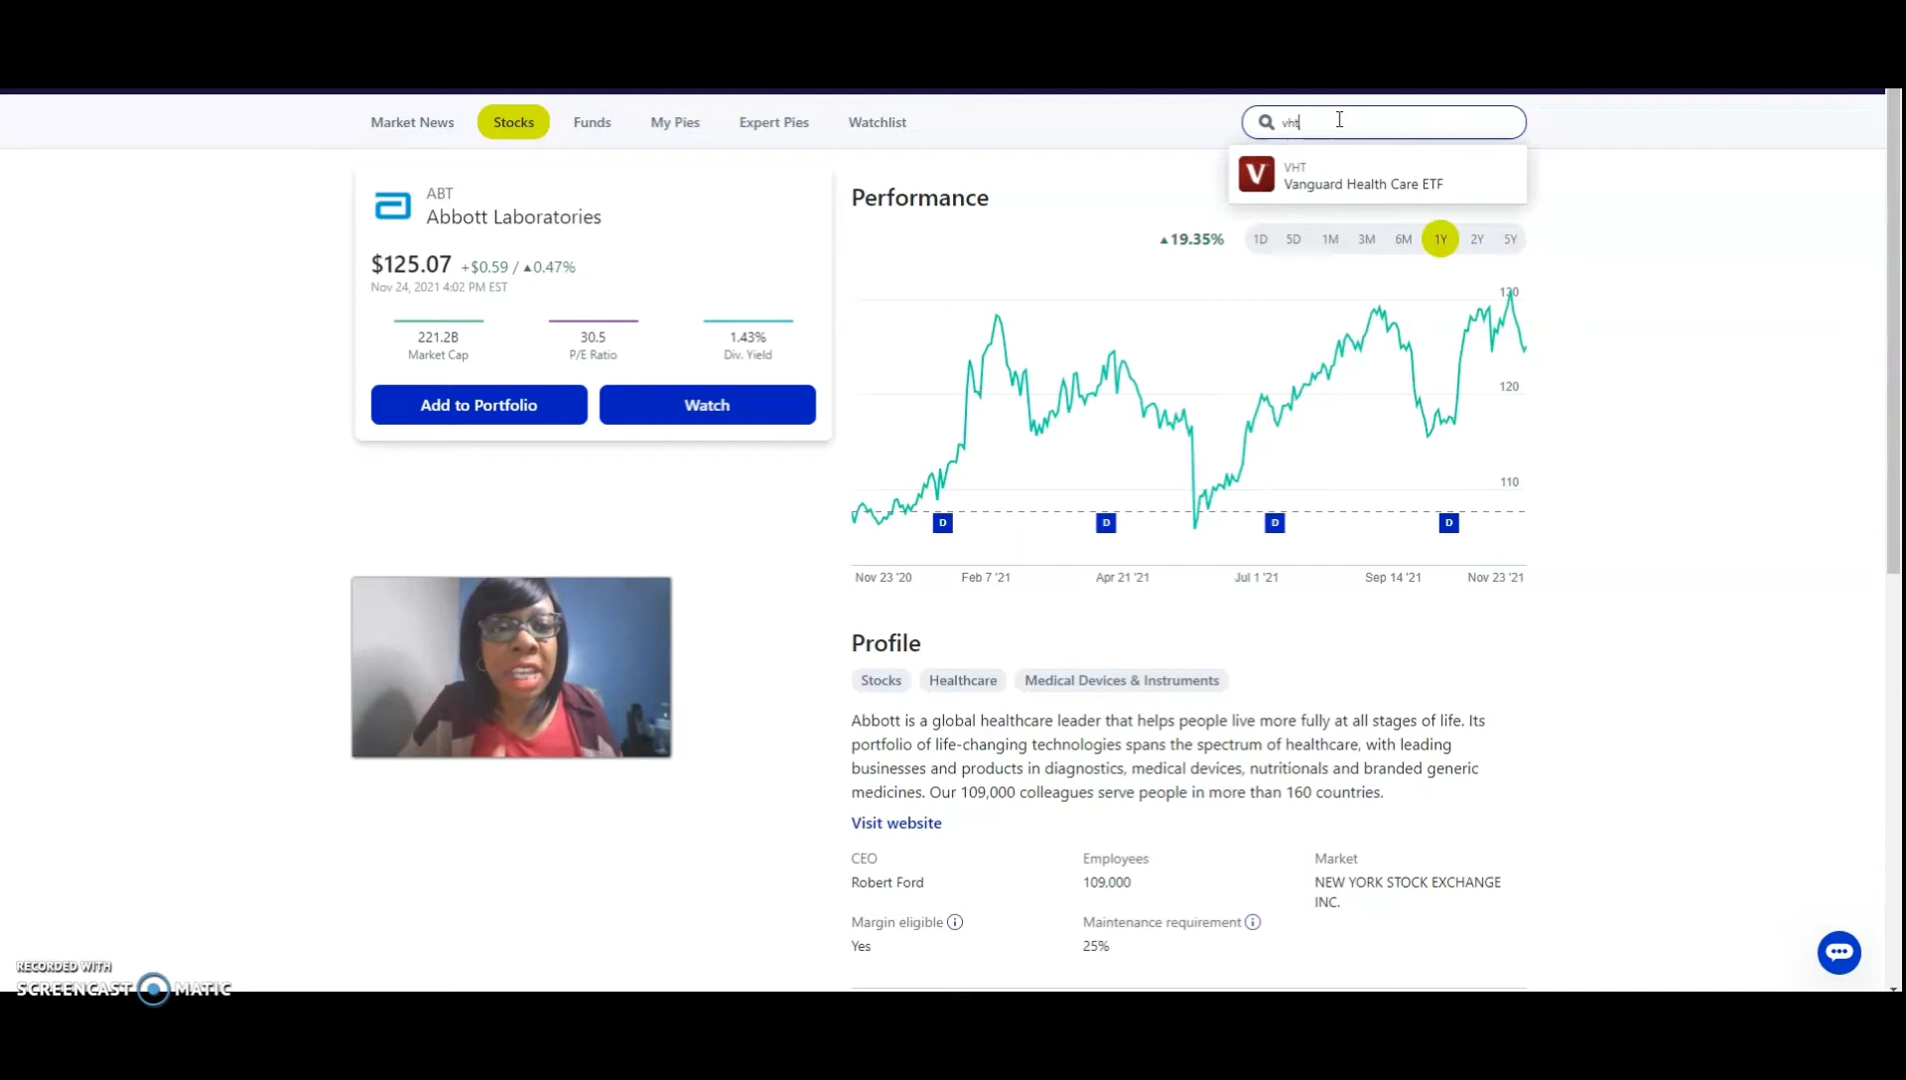 Market News Stocks Funds My Pies Expert Pies Watchlist
vht
VHT
Vanguard Health Care ETF
ABT
Abbott Laboratories
$125.07 +$0.59 / ▲0.47%
Nov 24, 2021 4:02 PM EST
221.2B 30.5 1.43%
Market Cap P/E Ratio Div. Yield
Add to Portfolio Watch
Performance
▲19.35% 1D 5D 1M 3M 6M 1Y 2Y 5Y
130
120
110
D D D D
Nov 23 '20 Feb 7 '21 Apr 21 '21 Jul 1 '21 Sep 14 '21 Nov 23 '21
Profile
Stocks Healthcare Medical Devices & Instruments
Abbott is a global healthcare leader that helps people live more fully at all stages of life. Its
portfolio of life-changing technologies spans the spectrum of healthcare, with leading
businesses and products in diagnostics, medical devices, nutritionals and branded generic
medicines. Our 109,000 colleagues serve people in more than 160 countries.
Visit website
CEO Employees Market
Robert Ford 109,000 NEW YORK STOCK EXCHANGE
INC.
Margin eligible Maintenance requirement
Yes 25%
RECORDED WITH
SCREENCAST MATIC